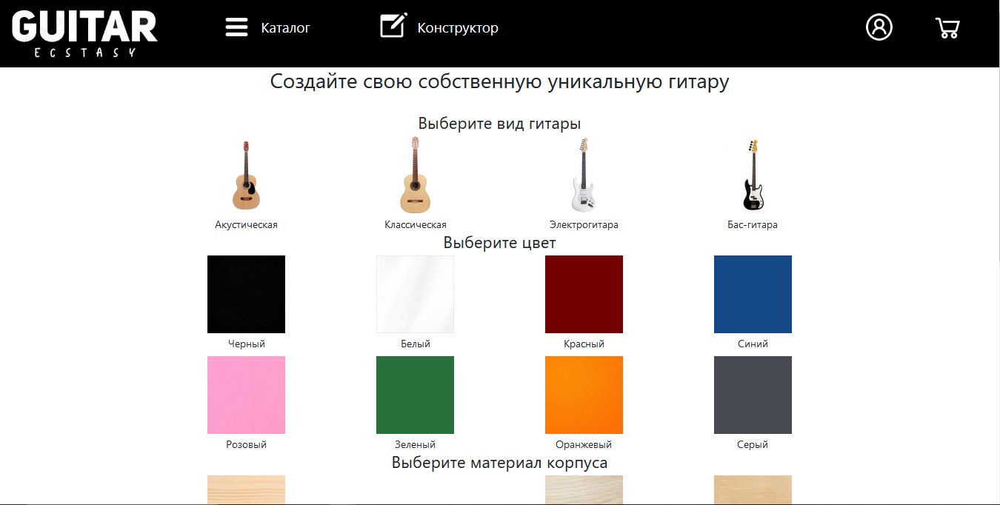 GUITAR
ECSTASY
Каталог
Конструктор
Создайте свою собственную уникальную гитару
Выберите вид гитары
Акустическая
Классическая
Электрогитара
Бас-гитара
Выберите цвет
Черный
Белый
Красный
Синий
Розовый
Зеленый
Оранжевый
Серый
Выберите материал корпуса